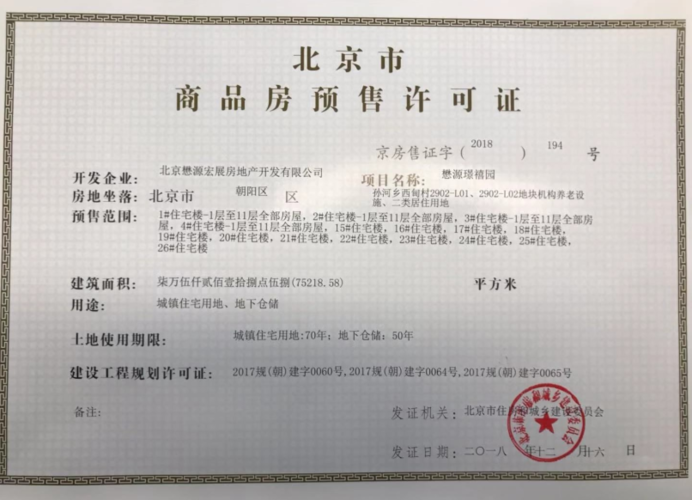 北京市
商品房预售许可证
京房售证字(2018)194号
开发企业:北京懋源宏展房地产开发有限公司 项目名称:懋源璟禧园
房地坐落:北京市 朝阳区 区 孙河乡西甸村2902-L01、2902-L02地块机构养老设
施、二类居住用地
预售范围:1#住宅楼-1层至11层全部房屋, 2#住宅楼-1层至11层全部房屋, 3#住宅楼-1层至11层全部房
屋, 4#住宅楼-1层至11层全部房屋, 15#住宅楼, 16#住宅楼, 17#住宅楼, 18#住宅楼,
19#住宅楼, 20#住宅楼, 21#住宅楼, 22#住宅楼, 23#住宅楼, 24#住宅楼, 25#住宅楼,
26#住宅楼
建筑面积:柒万伍仟贰佰壹拾捌点伍捌(75218.58) 平方米
用途:城镇住宅用地、地下仓储
土地使用期限:城镇住宅用地:70年; 地下仓储: 50年
建设工程规划许可证:2017规(朝)建字0060号,2017规(朝)建字0064号,2017规(朝)建字0065号
备注: 发证机关:北京市住房和城乡建设委员会
发证日期:二〇一八年十二月十六日